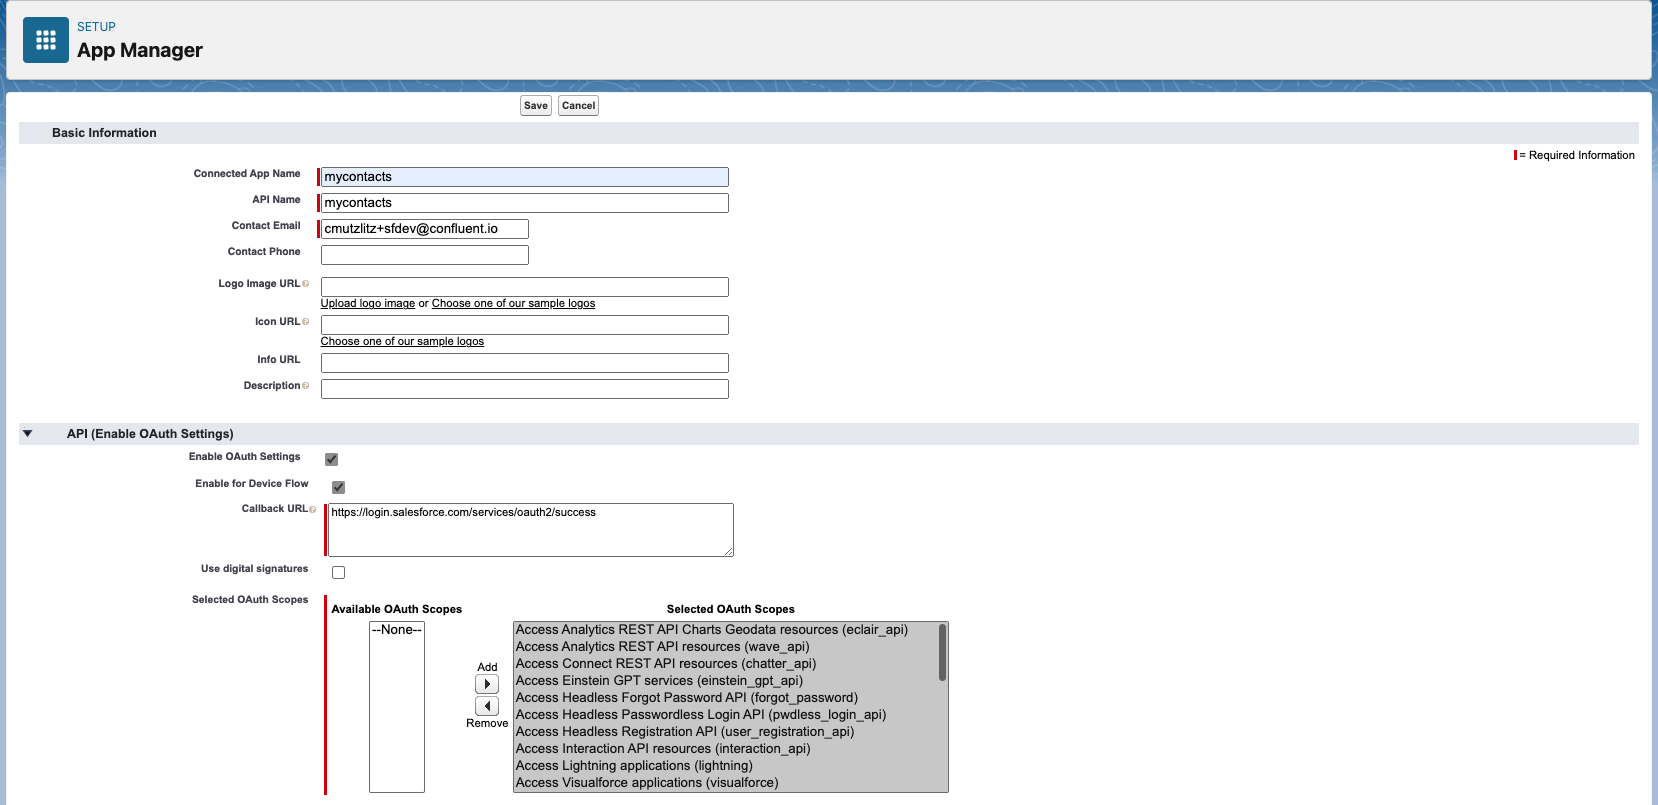 SETUP
App Manager
Save Cancel
Basic Information
= Required Information
Connected App Name mycontacts
API Name mycontacts
Contact Email cmutzlitz+sfdev@confluent.io
Contact Phone
Logo Image URL
Upload logo image or Choose one of our sample logos
Icon URL
Choose one of our sample logos
Info URL
Description
API (Enable OAuth Settings)
Enable OAuth Settings
Enable for Device Flow
Callback URL https://login.salesforce.com/services/oauth2/success
Use digital signatures
Selected OAuth Scopes
Available OAuth Scopes
--None--
Add
Remove
Selected OAuth Scopes
Access Analytics REST API Charts Geodata resources (eclair_api)
Access Analytics REST API resources (wave_api)
Access Connect REST API resources (chatter_api)
Access Einstein GPT services (einstein_gpt_api)
Access Headless Forgot Password API (forgot_password)
Access Headless Passwordless Login API (pwdless_login_api)
Access Headless Registration API (user_registration_api)
Access Interaction API resources (interaction_api)
Access Lightning applications (lightning)
Access Visualforce applications (visualforce)